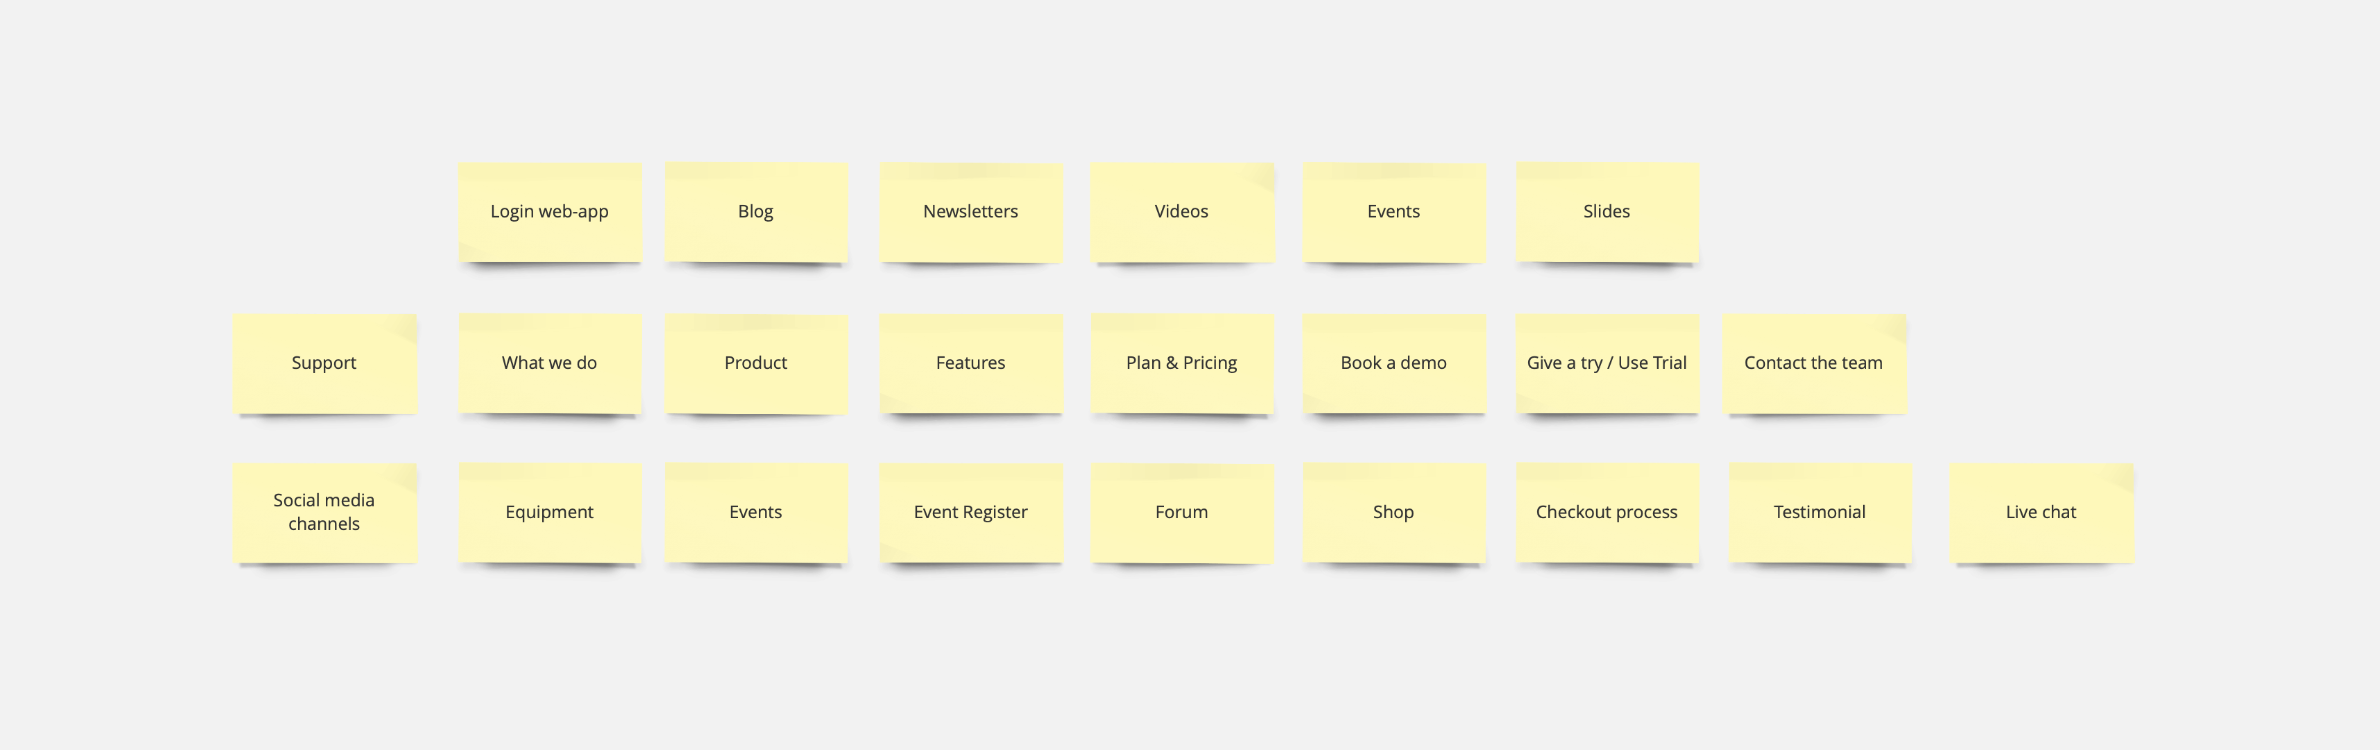 Login web-app
Blog
Newsletters
Videos
Events
Slides
Support
What we do
Product
Features
Plan & Pricing
Book a demo
Give a try / Use Trial
Contact the team
Social media
channels
Equipment
Events
Event Register
Forum
Shop
Checkout process
Testimonial
Live chat